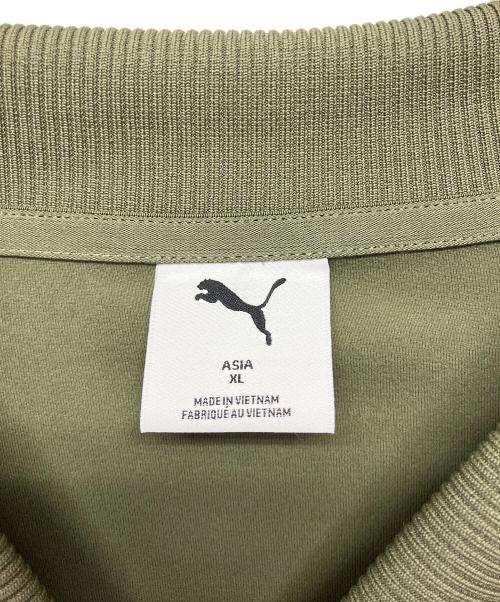 ASIA
XL
MADE IN VIETNAM
FABRIQUÉ AU VIETNAM